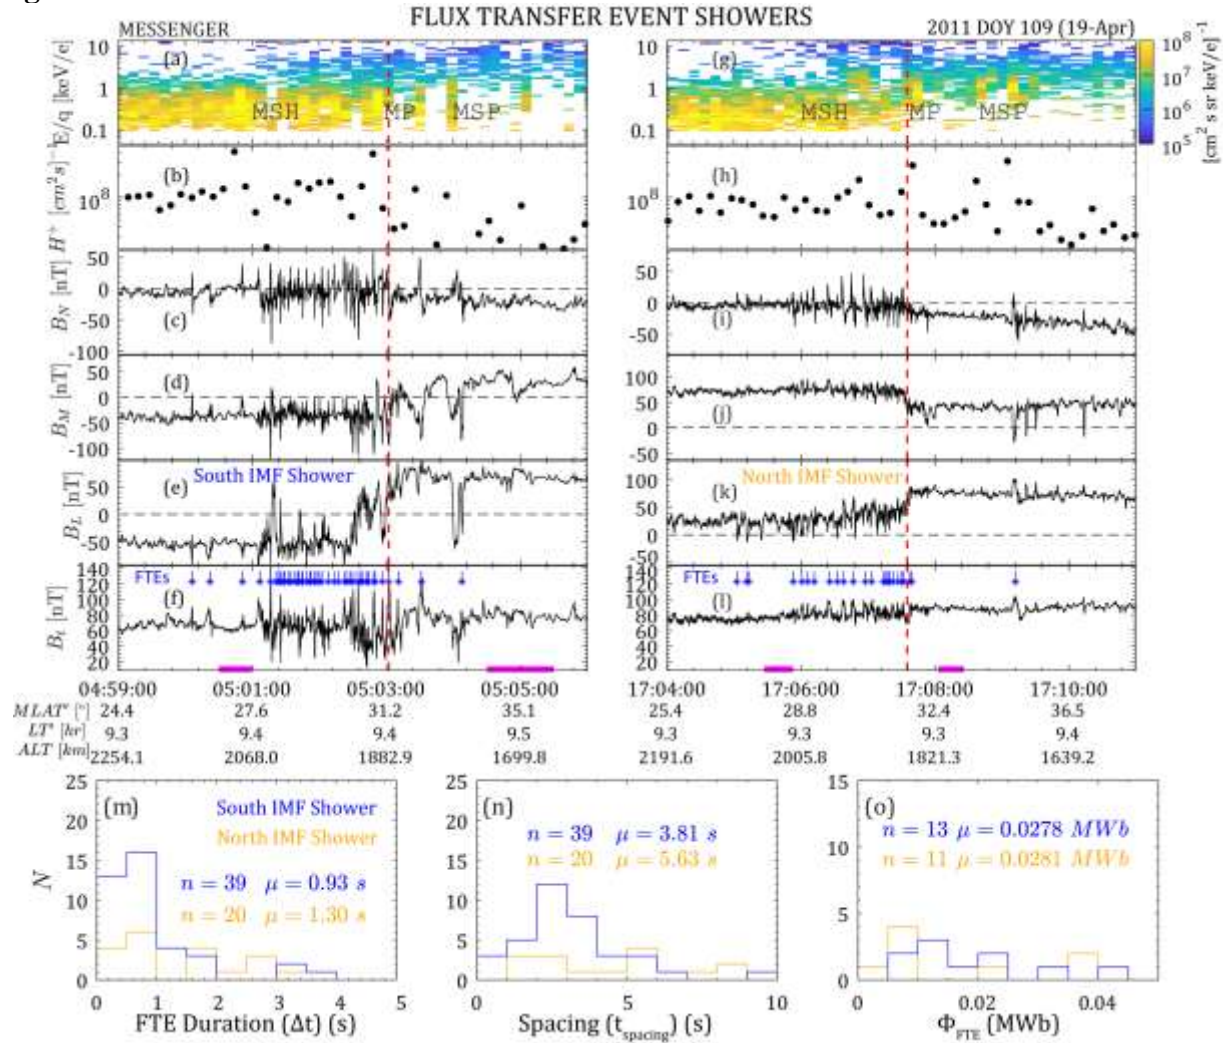 FLUX TRANSFER EVENT SHOWERS
MESSENGER
2011 DOY 109 (19-Apr)
E/q [keV/e]
10
1
0.1
(a)
MSH
MP
MSP
(g)
MSH
MP
MSP
10^8
10^7
10^6
10^5
[cm^2 s sr keV/e]^-1
H^+ [cm^2 s]^-1
10^8
(b)
10^8
(h)
B_N [nT]
50
0
-50
-100
(c)
50
0
-50
(i)
B_M [nT]
50
0
-50
-100
(d)
100
50
0
(j)
B_L [nT]
50
0
-50
(e)
South IMF Shower
100
50
0
-50
(k)
North IMF Shower
B_t [nT]
140
120
100
80
60
40
20
FTEs
(f)
140
120
100
80
60
40
20
FTEs
(l)
04:59:00 05:01:00 05:03:00 05:05:00 17:04:00 17:06:00 17:08:00 17:10:00
MLAT' [°] 24.4 27.6 31.2 35.1 25.4 28.8 32.4 36.5
LT' [hr] 9.3 9.4 9.4 9.5 9.3 9.3 9.3 9.4
ALT [km] 2254.1 2068.0 1882.9 1699.8 2191.6 2005.8 1821.3 1639.2
(m)
South IMF Shower
North IMF Shower
n = 39 μ = 0.93 s
n = 20 μ = 1.30 s
N
25
20
15
10
5
0
0 1 2 3 4 5
FTE Duration (Δt) (s)
(n)
n = 39 μ = 3.81 s
n = 20 μ = 5.63 s
25
20
15
10
5
0
0 5 10
Spacing (t_spacing) (s)
(o)
n = 13 μ = 0.0278 MWb
n = 11 μ = 0.0281 MWb
15
10
5
0
0 0.02 0.04
Φ_FTE (MWb)